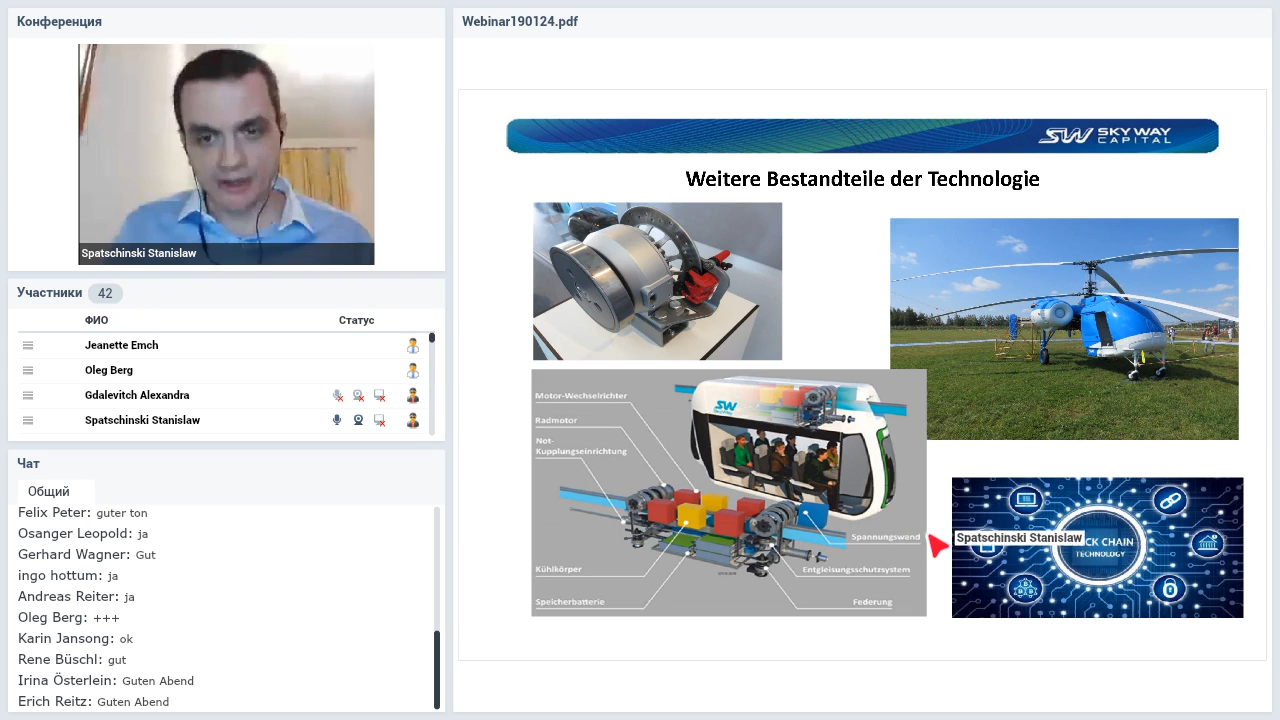 Конференция
Spatschinski Stanislaw
Участники 42
ФИО Статус
Jeanette Emch
Oleg Berg
Gdalevitch Alexandra
Spatschinski Stanislaw
Чат
Общий
Felix Peter: guter ton
Osanger Leopold: ja
Gerhard Wagner: Gut
ingo hottum: ja
Andreas Reiter: ja
Oleg Berg: +++
Karin Jansong: ok
Rene Büschl: gut
Irina Österlein: Guten Abend
Erich Reitz: Guten Abend
Webinar190124.pdf
SW SKY WAY
CAPITAL
Weitere Bestandteile der Technologie
Motor-Wechselrichter
Radmotor
Not-
Kupplungseinrichtung
SW
SkyWay
Spannungswandler
Kühlkörper
Entgleisungsschutzsystem
Speicherbatterie
Federung
Spatschinski Stanislaw
CK CHAIN
TECHNOLOGY